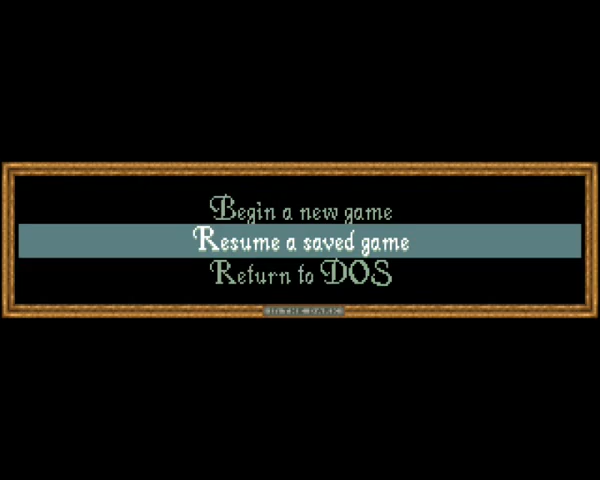 Begin a new game
Resume a saved game
Return to DOS
IN THE DARK